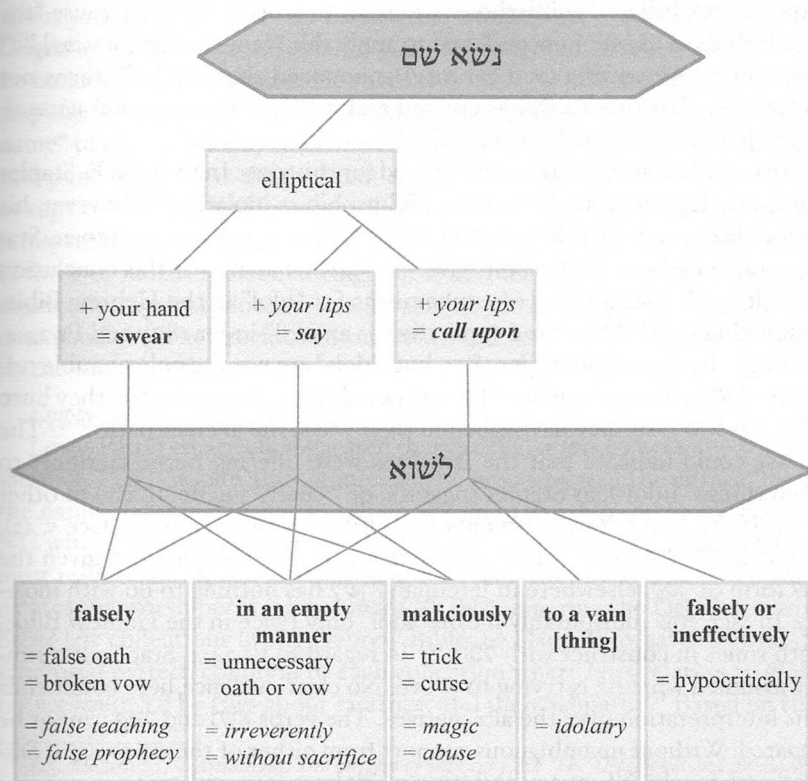 נשׂא שׁם
elliptical
+ your hand
= swear
+ your lips
= say
+ your lips
= call upon
לשׁוא
falsely
= false oath
= broken vow
= false teaching
= false prophecy
in an empty
manner
= unnecessary
oath or vow
= irreverently
= without sacrifice
maliciously
= trick
= curse
= magic
= abuse
to a vain
[thing]
= idolatry
falsely or
ineffectively
= hypocritically